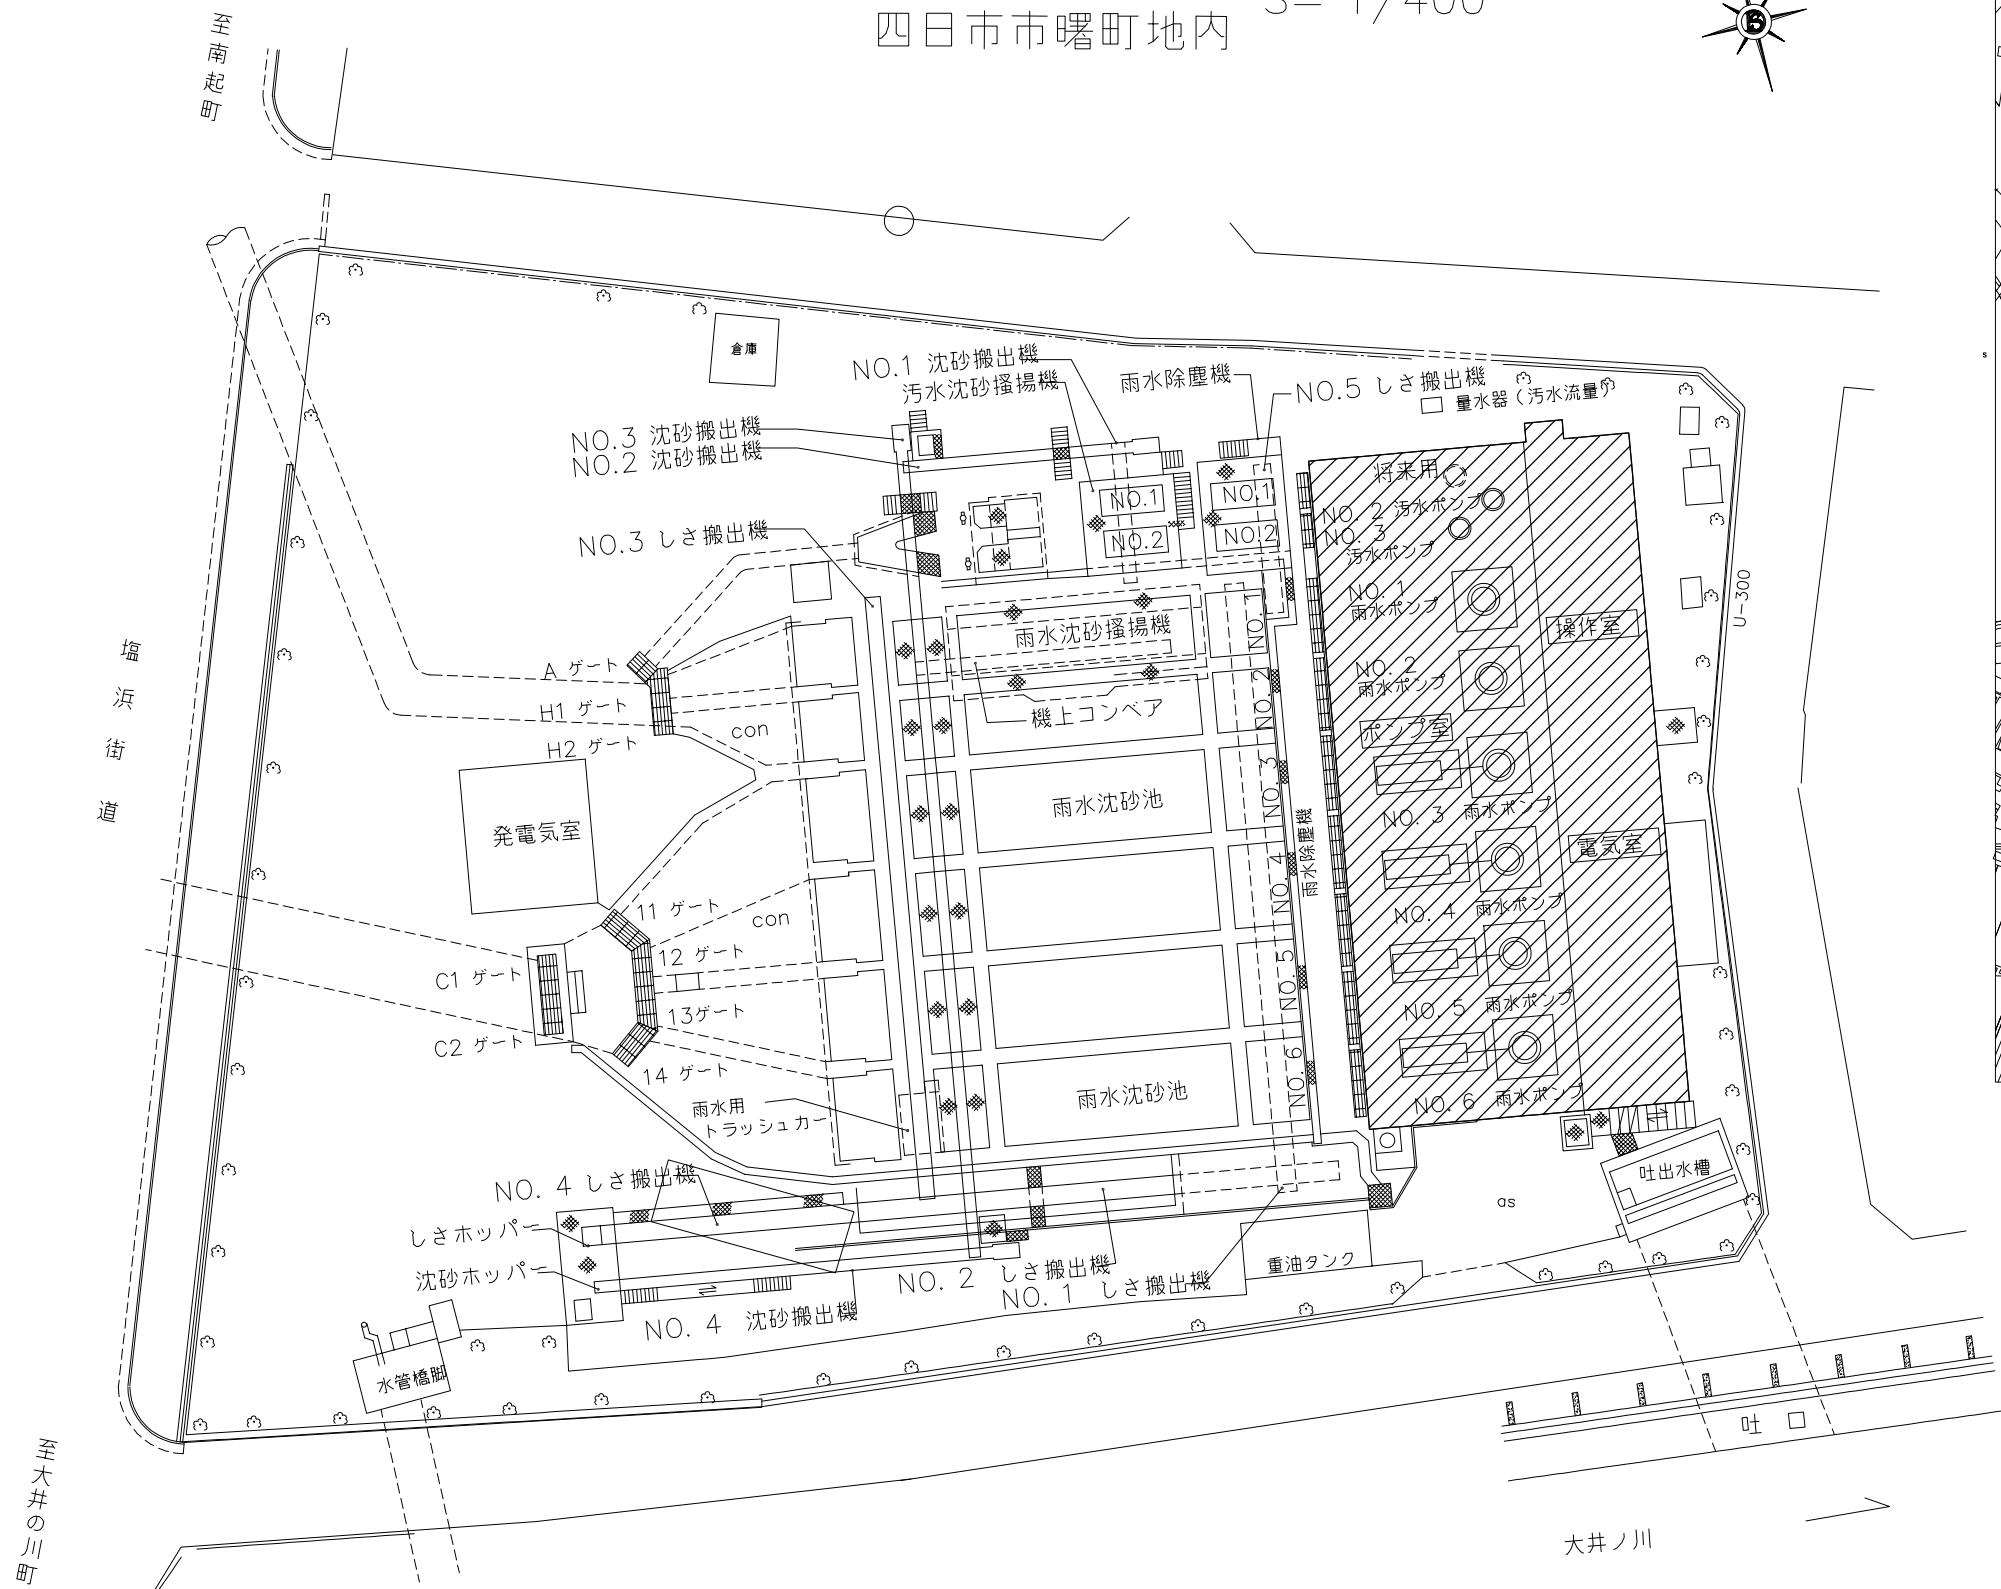 S= 1/400
四日市市曙町地内
至南起町
倉庫
NO.1 沈砂搬出機
汚水沈砂掻揚機
雨水除塵機
NO.5 しさ搬出機
量水器（汚水流量）
NO.3 沈砂搬出機
NO.2 沈砂搬出機
将来用
NO.1
NO.1
NO. 2 汚水ポンプ
NO.2
NO.2
NO. 3
汚水ポンプ
NO.3 しさ搬出機
NO. 1
雨水ポンプ
操作室
U-300
雨水沈砂掻揚機
NO. 1
塩浜街道
A ゲート
H1 ゲート
H2 ゲート
con
機上コンベア
NO. 2
NO. 2
雨水ポンプ
ポンプ室
雨水沈砂池
NO. 3
NO. 3 雨水ポンプ
発電気室
雨水除塵機
電気室
NO. 4
NO. 4 雨水ポンプ
11 ゲート
con
12 ゲート
C1 ゲート
13ゲート
C2 ゲート
14 ゲート
NO. 5
NO. 5 雨水ポンプ
雨水沈砂池
NO. 6
NO. 6 雨水ポンプ
雨水用
トラッシュカー
吐出水槽
NO. 4 しさ搬出機
しさホッパー
沈砂ホッパー
as
重油タンク
NO. 2 しさ搬出機
NO. 1 しさ搬出機
NO. 4 沈砂搬出機
水管橋脚
吐 口
至大井の川町
大井ノ川